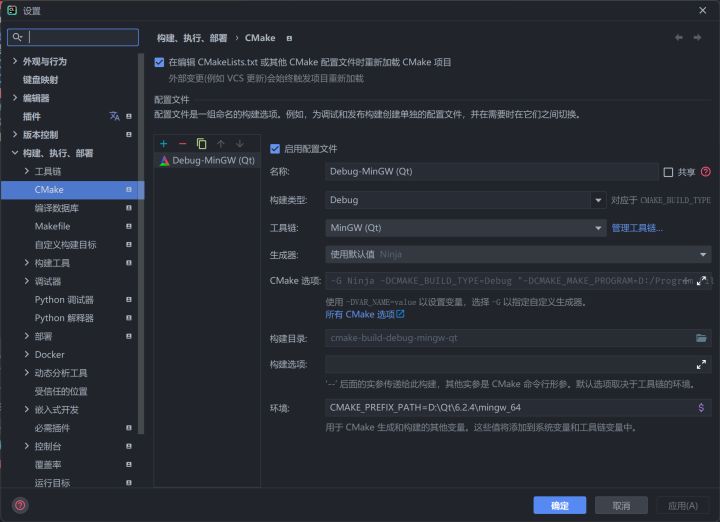 设置
外观与行为
键盘映射
编辑器
插件
版本控制
构建、执行、部署
工具链
CMake
编译数据库
Makefile
自定义构建目标
构建工具
调试器
Python 调试器
Python 解释器
部署
Docker
动态分析工具
受信任的位置
嵌入式开发
必需插件
控制台
覆盖率
运行目标
构建、执行、部署 › CMake
在编辑 CMakeLists.txt 或其他 CMake 配置文件时重新加载 CMake 项目
外部变更(例如 VCS 更新)会始终触发项目重新加载
配置文件
配置文件是一组命名的构建选项。例如，为调试和发布构建创建单独的配置文件，并在需要时在它们之间切换。
Debug-MinGW (Qt)
启用配置文件
名称: Debug-MinGW (Qt) 共享
构建类型: Debug 对应于 CMAKE_BUILD_TYPE
工具链: MinGW (Qt) 管理工具链...
生成器: 使用默认值 Ninja
CMake 选项: -G Ninja -DCMAKE_BUILD_TYPE=Debug "-DCMAKE_MAKE_PROGRAM=D:/Program
使用 -DVAR_NAME=value 以设置变量，选择 -G 以指定自定义生成器。
所有 CMake 选项
构建目录: cmake-build-debug-mingw-qt
构建选项:
'--' 后面的实参传递给此构建，其他实参是 CMake 命令行形参。默认选项取决于工具链的环境。
环境: CMAKE_PREFIX_PATH=D:\Qt\6.2.4\mingw_64
用于 CMake 生成和构建的其他变量。这些值将添加到系统变量和工具链变量中。
确定
取消
应用(A)